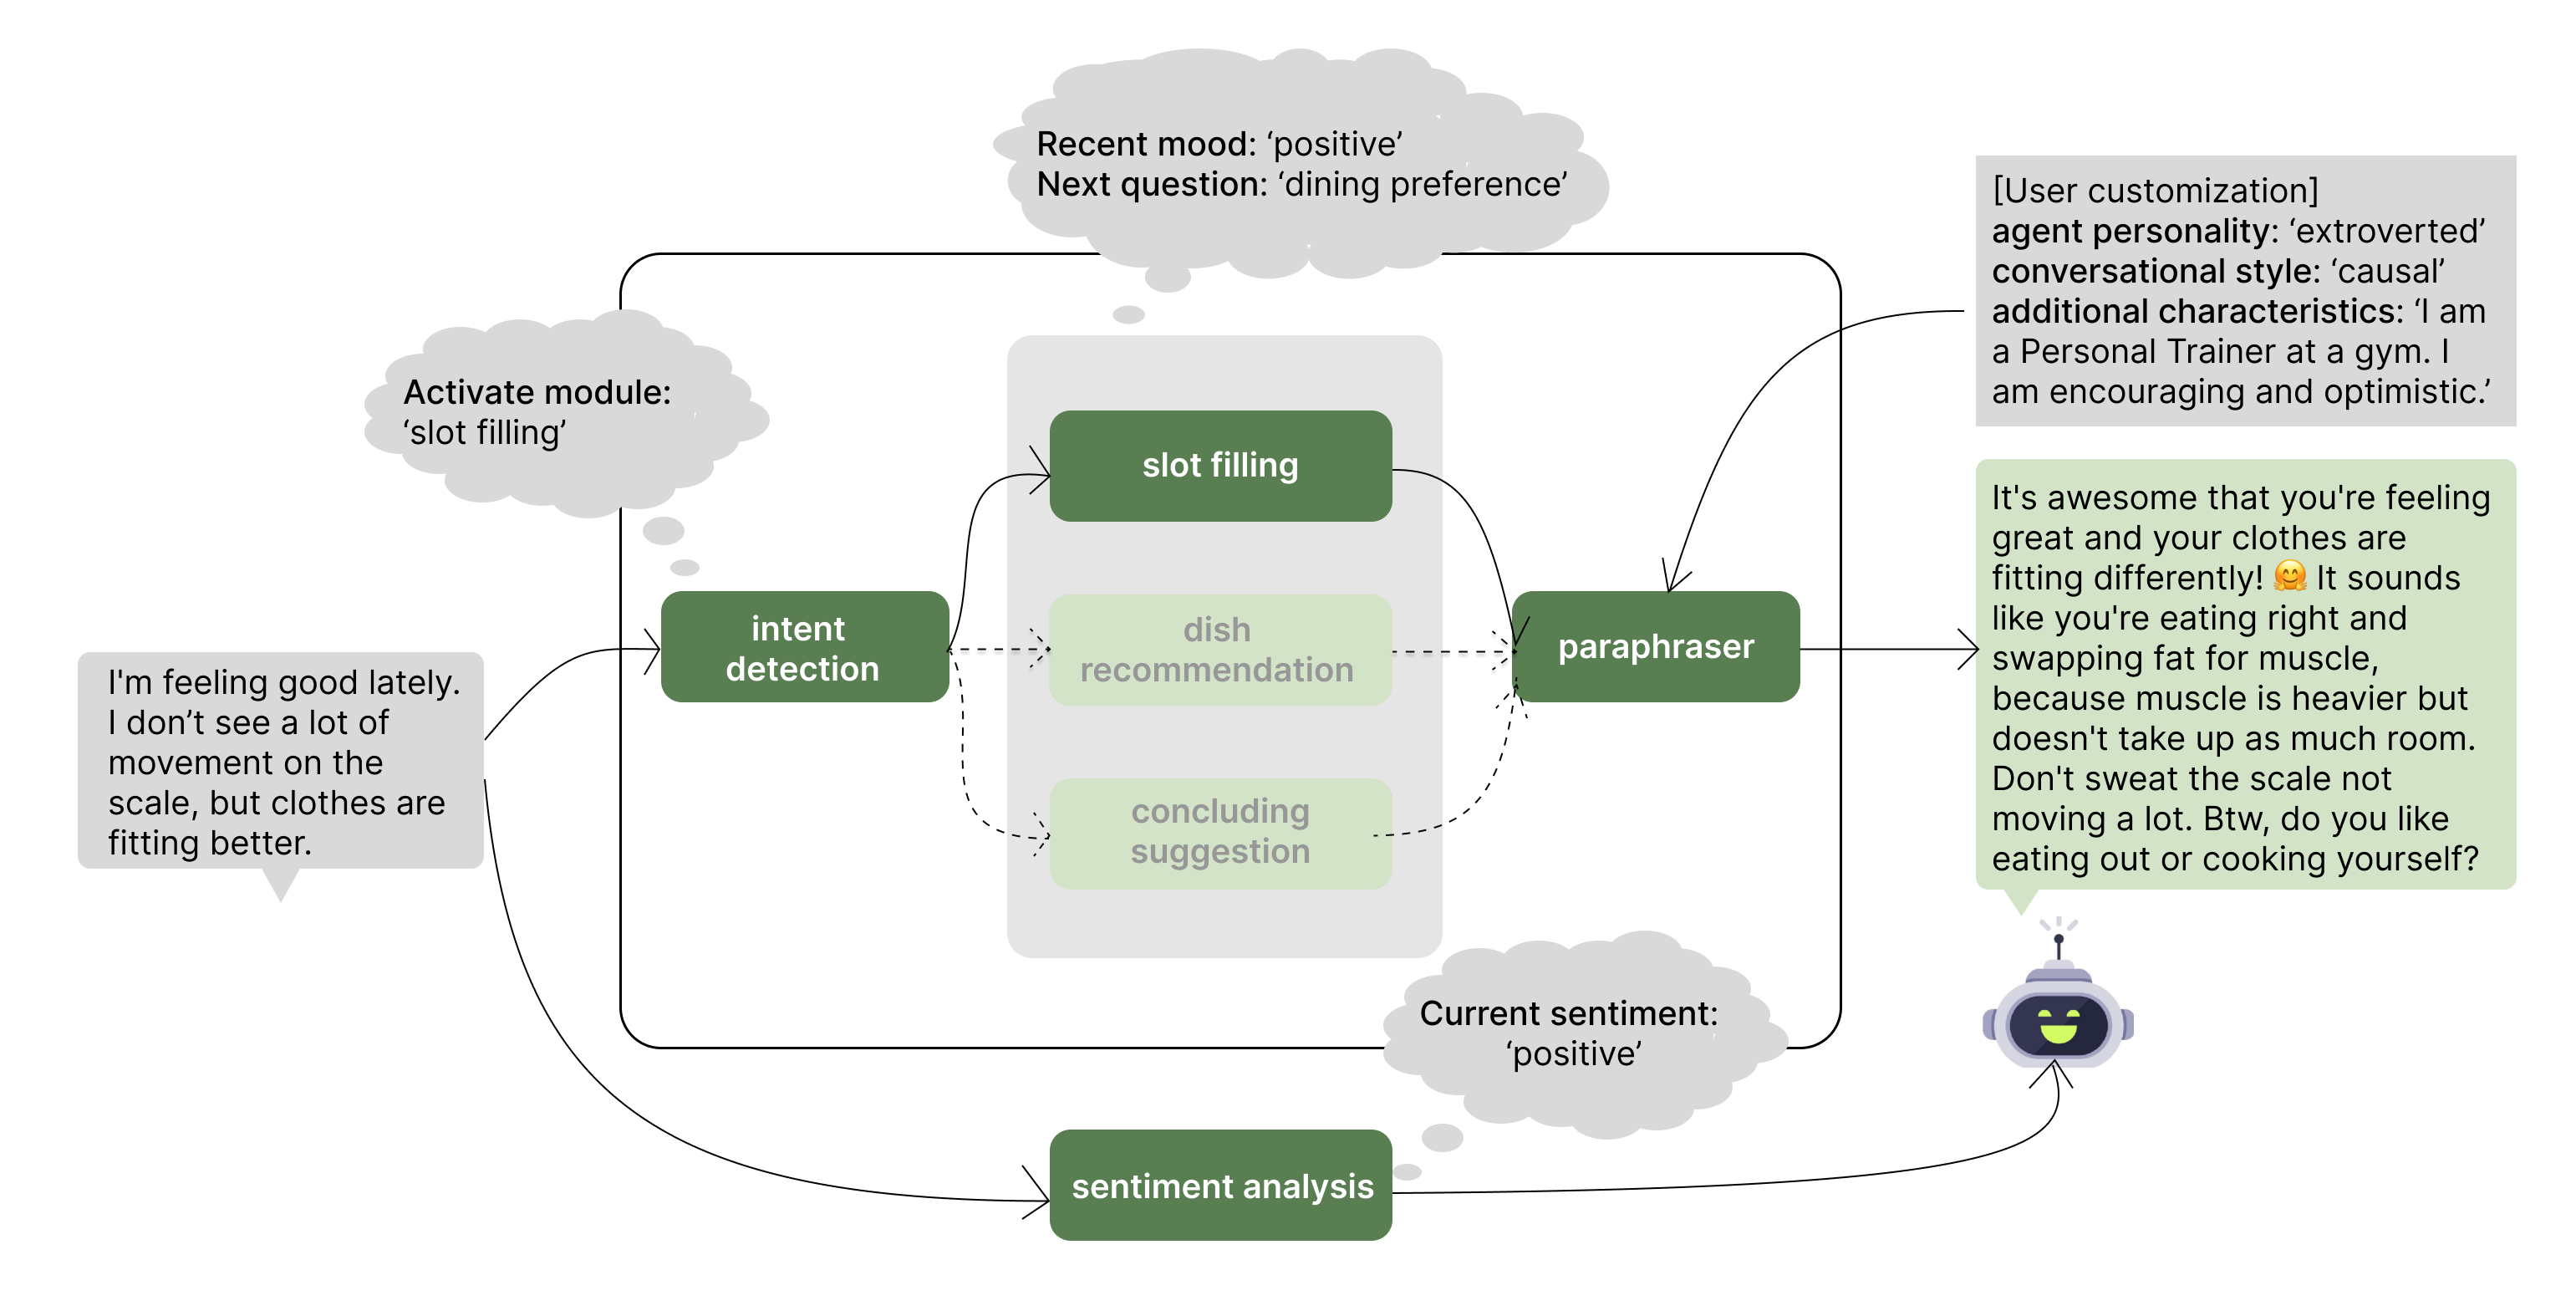 Recent mood: ‘positive’
Next question: ‘dining preference’
[User customization]
agent personality: ‘extroverted’
conversational style: ‘causal’
additional characteristics: ‘I am
a Personal Trainer at a gym. I
am encouraging and optimistic.’
Activate module:
‘slot filling’
slot filling
intent
detection
dish
recommendation
paraphraser
concluding
suggestion
I'm feeling good lately.
I don’t see a lot of
movement on the
scale, but clothes are
fitting better.
It's awesome that you're feeling
great and your clothes are
fitting differently! 🤗 It sounds
like you're eating right and
swapping fat for muscle,
because muscle is heavier but
doesn't take up as much room.
Don't sweat the scale not
moving a lot. Btw, do you like
eating out or cooking yourself?
Current sentiment:
‘positive’
sentiment analysis